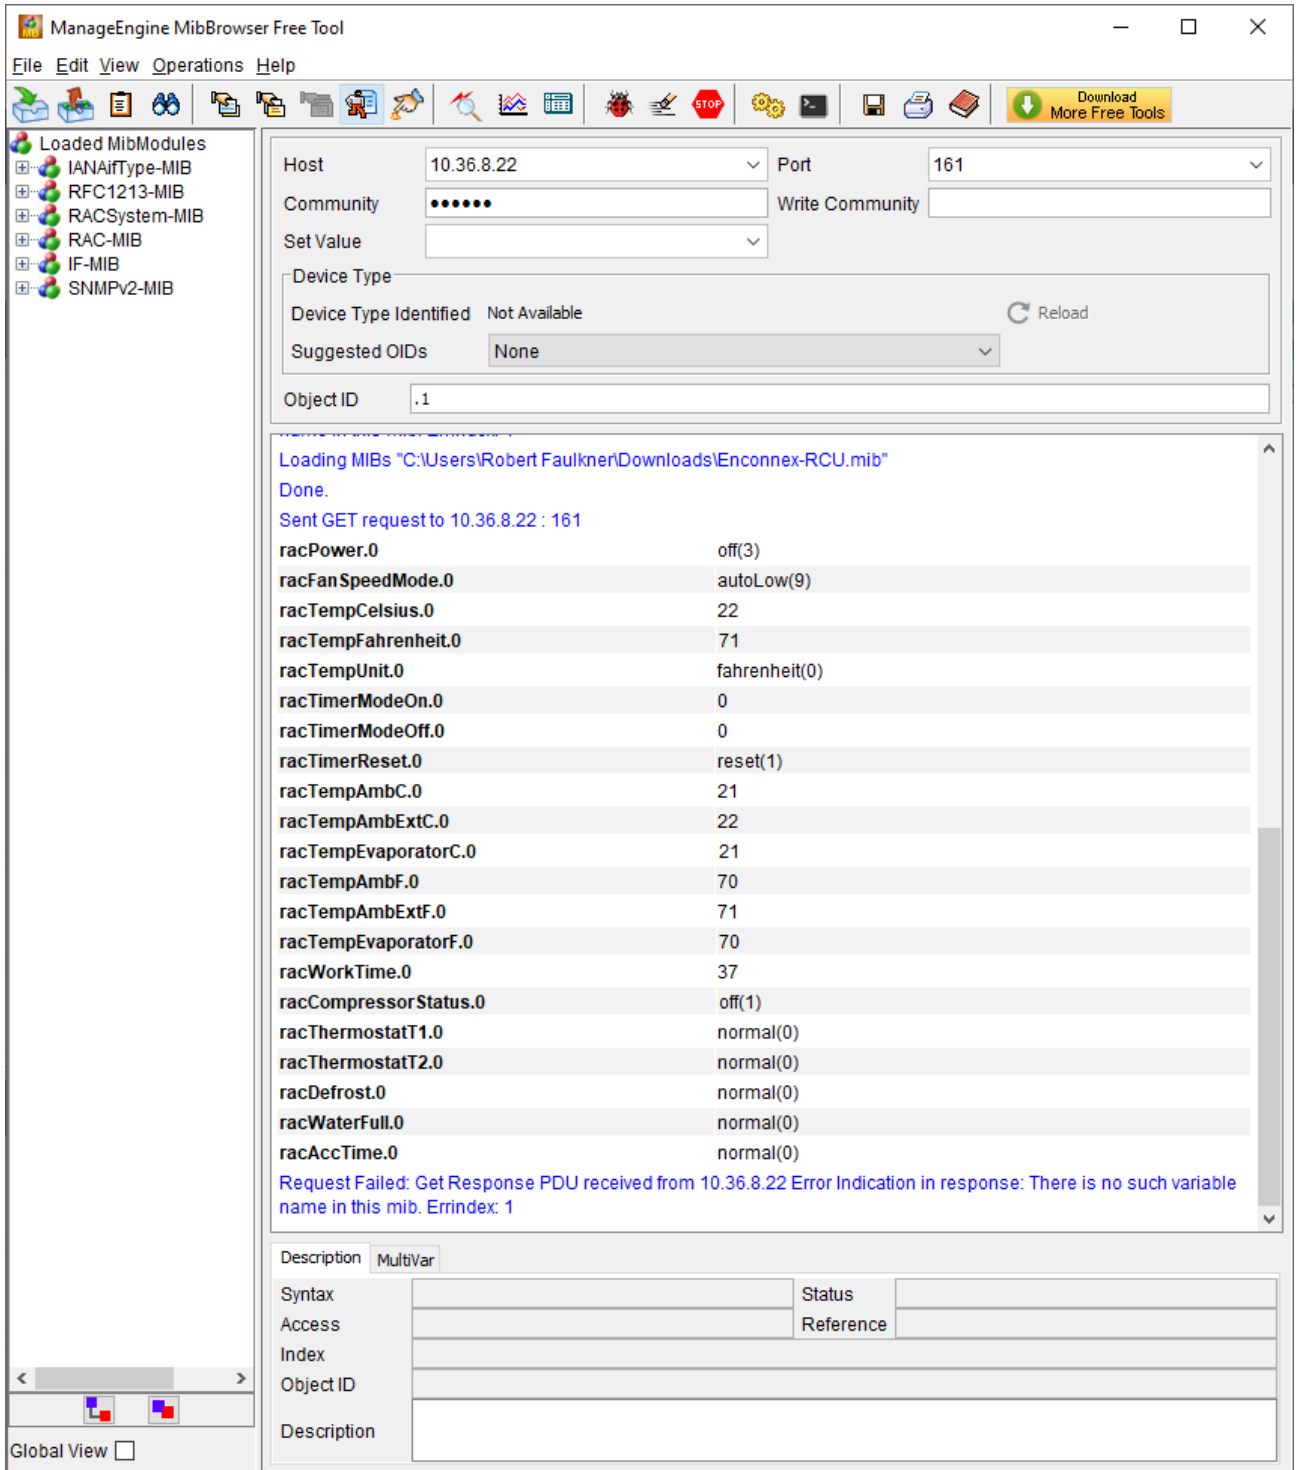 ManageEngine MibBrowser Free Tool
File Edit View Operations Help
STOP
Download
More Free Tools
Loaded MibModules
IANAifType-MIB
RFC1213-MIB
RACSystem-MIB
RAC-MIB
IF-MIB
SNMPv2-MIB
Host 10.36.8.22 Port 161
Community •••••• Write Community
Set Value
Device Type
Device Type Identified Not Available Reload
Suggested OIDs None
Object ID .1
Loading MIBs "C:\Users\Robert Faulkner\Downloads\Enconnex-RCU.mib"
Done.
Sent GET request to 10.36.8.22 : 161
racPower.0 off(3)
racFanSpeedMode.0 autoLow(9)
racTempCelsius.0 22
racTempFahrenheit.0 71
racTempUnit.0 fahrenheit(0)
racTimerModeOn.0 0
racTimerModeOff.0 0
racTimerReset.0 reset(1)
racTempAmbC.0 21
racTempAmbExtC.0 22
racTempEvaporatorC.0 21
racTempAmbF.0 70
racTempAmbExtF.0 71
racTempEvaporatorF.0 70
racWorkTime.0 37
racCompressorStatus.0 off(1)
racThermostatT1.0 normal(0)
racThermostatT2.0 normal(0)
racDefrost.0 normal(0)
racWaterFull.0 normal(0)
racAccTime.0 normal(0)
Request Failed: Get Response PDU received from 10.36.8.22 Error Indication in response: There is no such variable
name in this mib. Errindex: 1
Description MultiVar
Syntax Status
Access Reference
Index
Object ID
Description
Global View